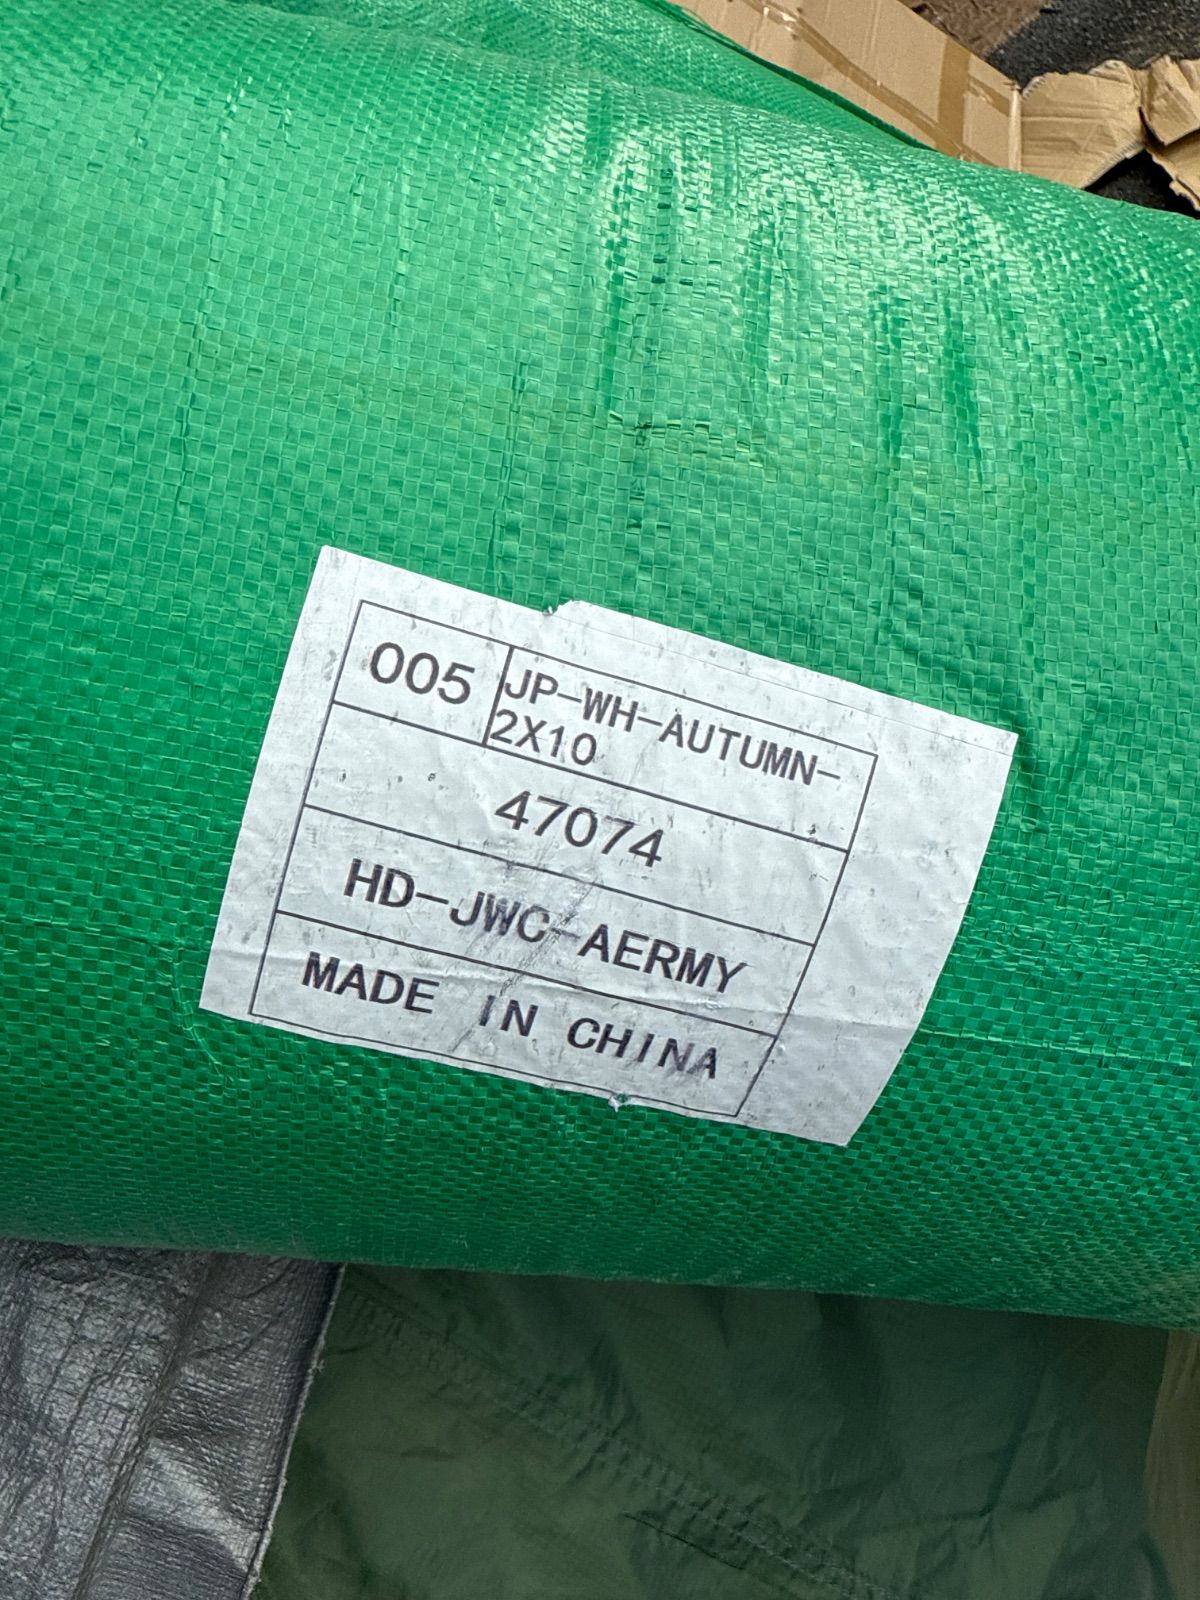 005
JP-WH-AUTUMN-
2X10
47074
HD-JWC-AERMY
MADE IN CHINA